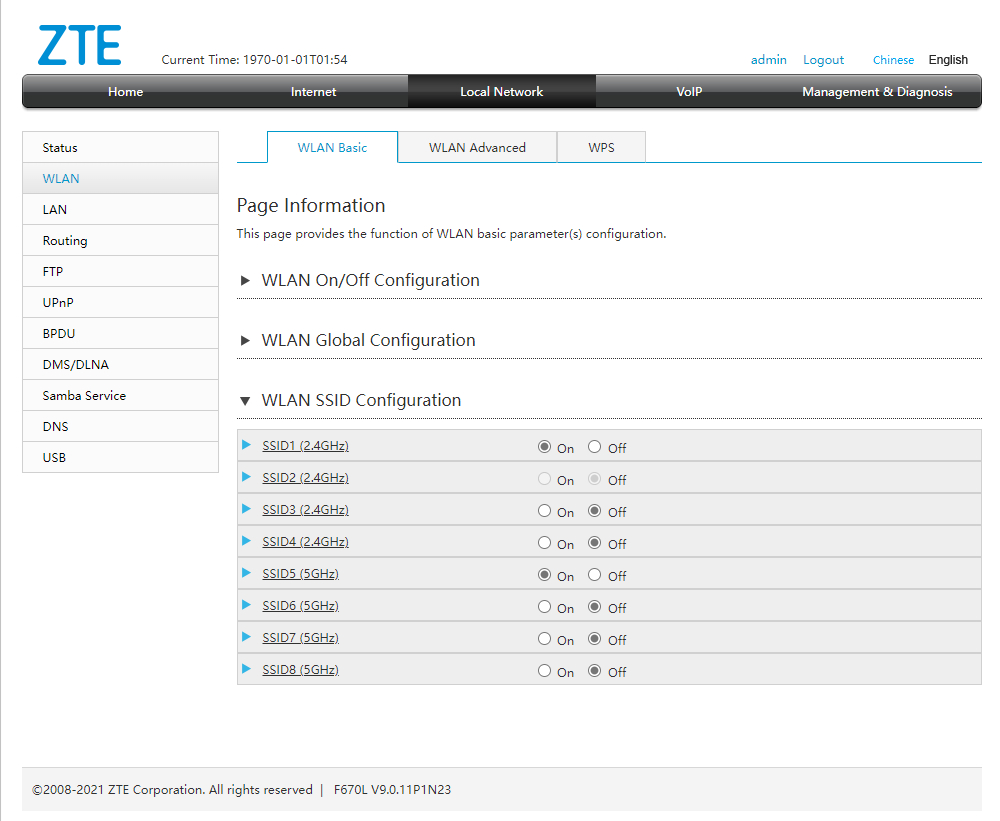 ZTE
Current Time: 1970-01-01T01:54
admin Logout Chinese English
Home Internet Local Network VoIP Management & Diagnosis
Status
WLAN
LAN
Routing
FTP
UPnP
BPDU
DMS/DLNA
Samba Service
DNS
USB
WLAN Basic WLAN Advanced WPS
Page Information
This page provides the function of WLAN basic parameter(s) configuration.
WLAN On/Off Configuration
WLAN Global Configuration
WLAN SSID Configuration
SSID1 (2.4GHz) On Off
SSID2 (2.4GHz) On Off
SSID3 (2.4GHz) On Off
SSID4 (2.4GHz) On Off
SSID5 (5GHz) On Off
SSID6 (5GHz) On Off
SSID7 (5GHz) On Off
SSID8 (5GHz) On Off
©2008-2021 ZTE Corporation. All rights reserved | F670L V9.0.11P1N23